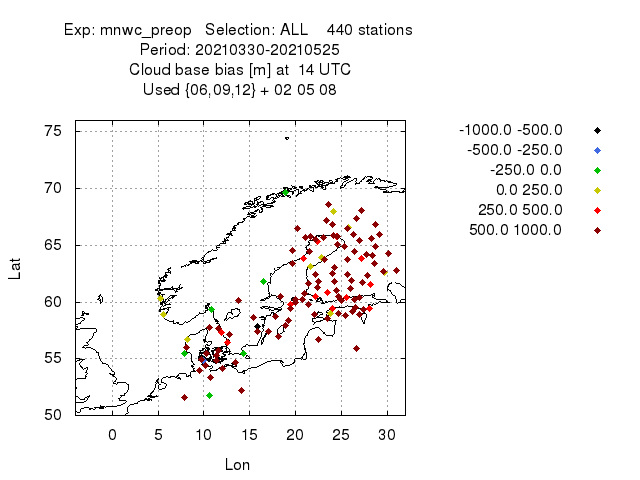 Exp: mnwc_preop   Selection: ALL    440 stations
Period: 20210330-20210525
Cloud base bias [m] at  14 UTC
Used {06,09,12} + 02 05 08
-1000.0 -500.0
-500.0 -250.0
-250.0 0.0
0.0 250.0
250.0 500.0
500.0 1000.0
75
70
65
60
55
50
Lat
0 5 10 15 20 25 30
Lon